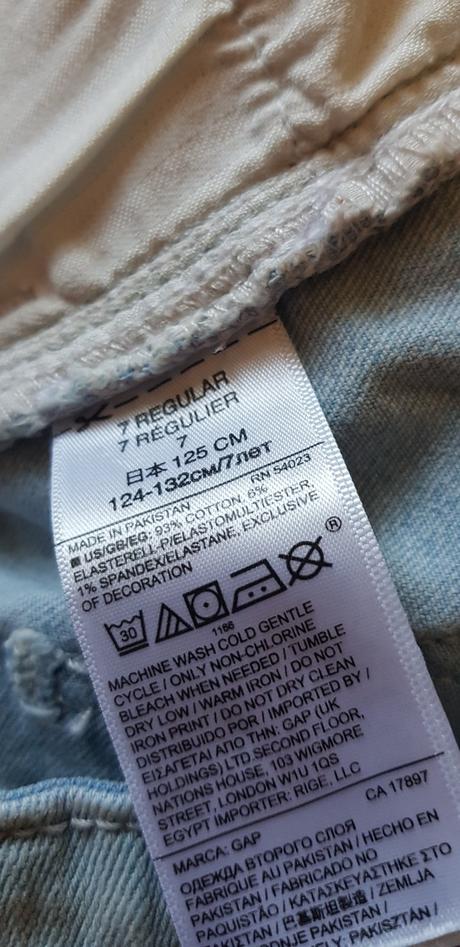 7 REGULAR
7 RÉGULIER
7
日本 125 CM
124-132см/7лет
MADE IN PAKISTAN RN 54023
US/GB/EG: 93% COTTON, 6%
ELASTERELL-P/ELASTOMULTIESTER,
1% SPANDEX/ELASTANE, EXCLUSIVE
OF DECORATION
®
30
1186
MACHINE WASH COLD GENTLE
CYCLE / ONLY NON-CHLORINE
BLEACH WHEN NEEDED / TUMBLE
DRY LOW / WARM IRON / DO NOT
IRON PRINT / DO NOT DRY CLEAN
DISTRIBUIDO POR / IMPORTED BY /
ΕΙΣΑΓΕΤΑΙ ΑΠΟ ΤΗΝ: GAP (UK
HOLDINGS) LTD SECOND FLOOR,
NATIONS HOUSE, 103 WIGMORE
STREET, LONDON W1U 1QS
EGYPT IMPORTER: RIGE, LLC
CA 17897
MARCA: GAP
ОДЕЖДА ВТОРОГО СЛОЯ
FABRIQUE AU PAKISTAN / HECHO EN
PAKISTAN / FABRICADO NO
PAQUISTÃO / ΚΑΤΑΣΚΕΥΑΣΤΗΚΕ ΣΤΟ
ΠΑΚΙΣΤΑΝ / 巴基斯坦製造 / ZEMLJA
PAKISTAN /
PAKISZTÁN /